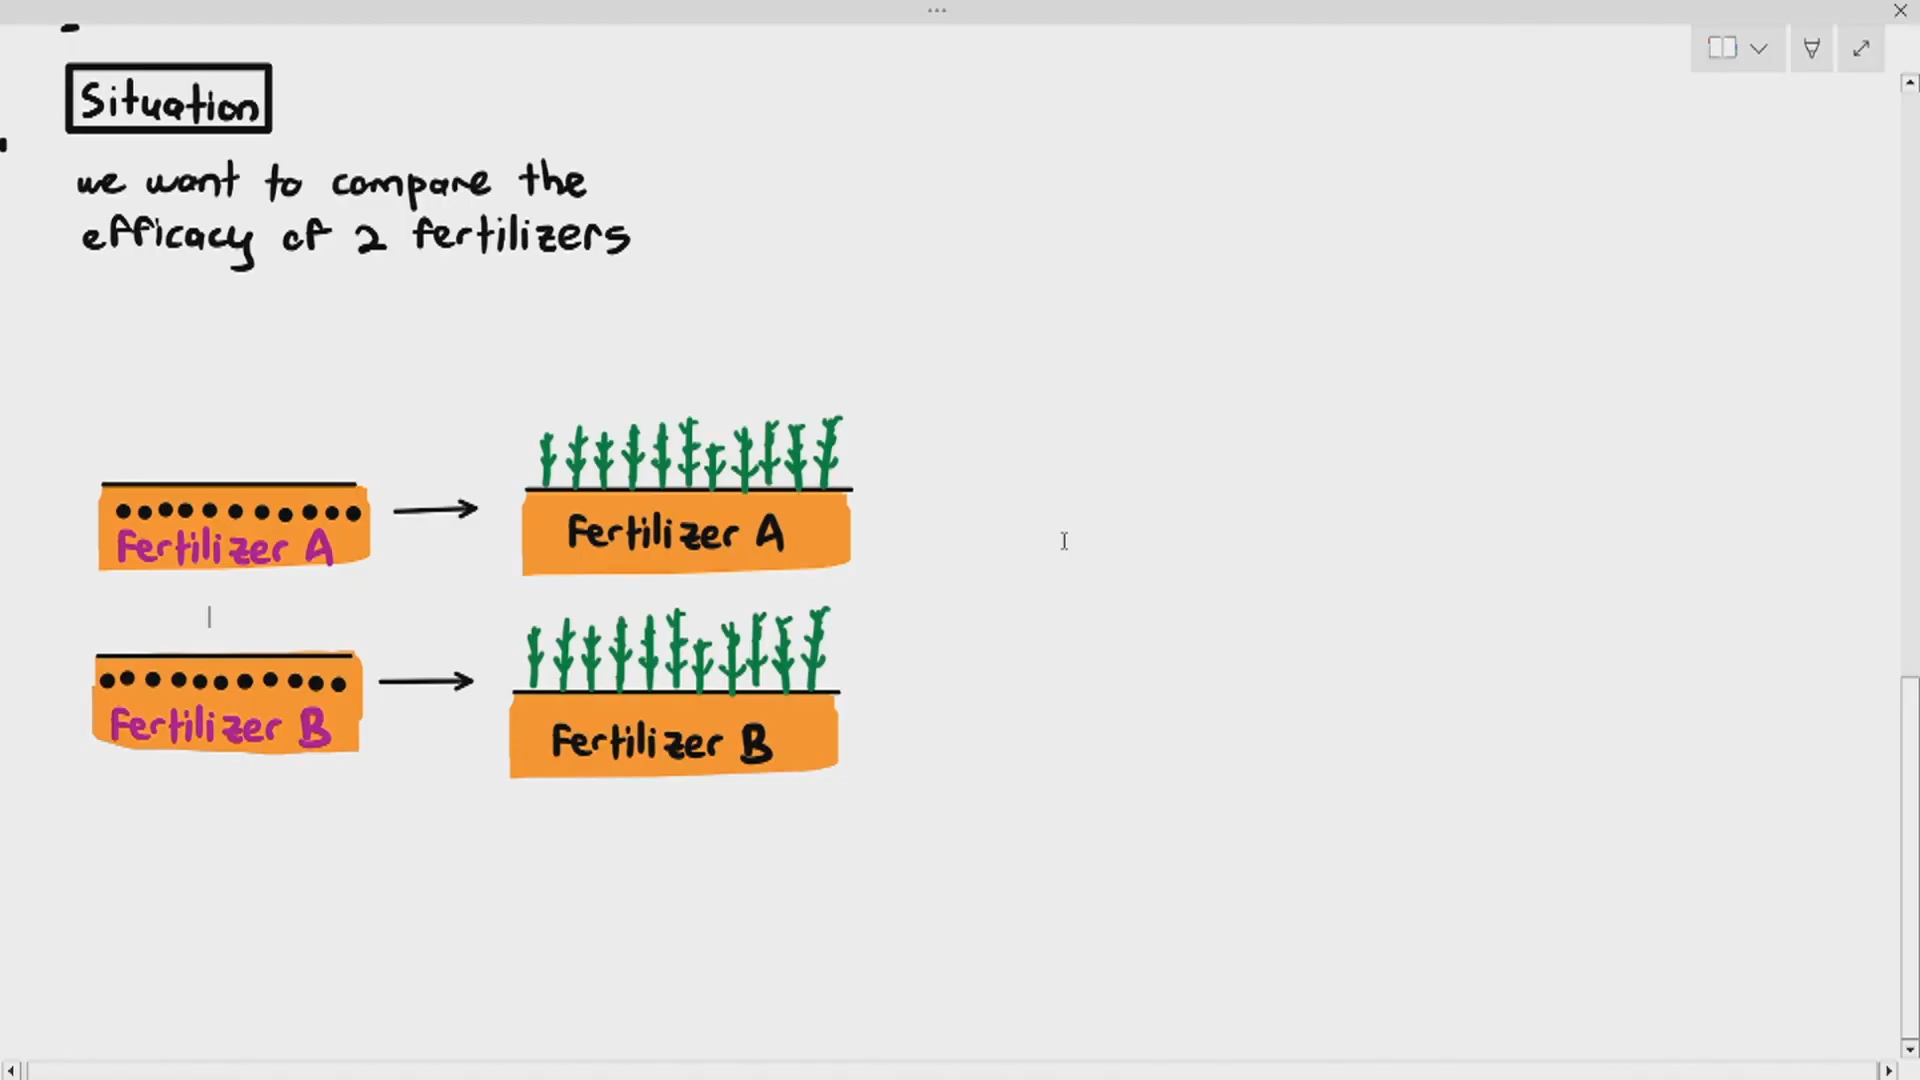 Situation
we want to compare the
efficacy of 2 fertilizers
Fertilizer A
Fertilizer A
Fertilizer B
Fertilizer B